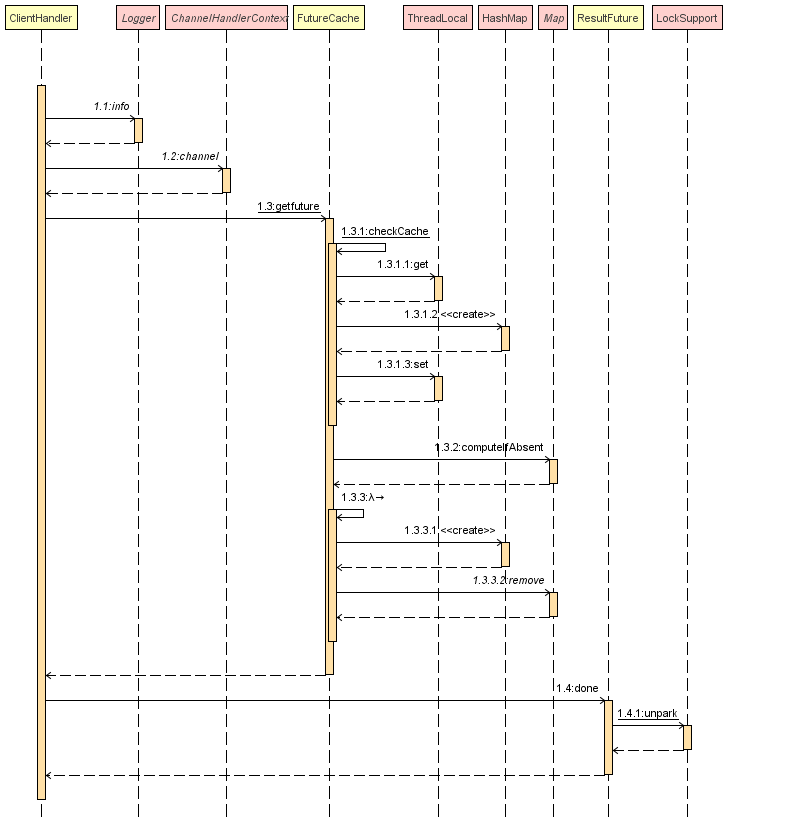 ClientHandler
Logger
ChannelHandlerContext
FutureCache
ThreadLocal
HashMap
Map
ResultFuture
LockSupport
1.1:info
1.2:channel
1.3:getfuture
1.3.1:checkCache
1.3.1.1:get
1.3.1.2 <<create>>
1.3.1.3:set
1.3.2:computeIfAbsent
1.3.3:λ→
1.3.3.1 <<create>>
1.3.3.2:remove
1.4:done
1.4.1:unpark